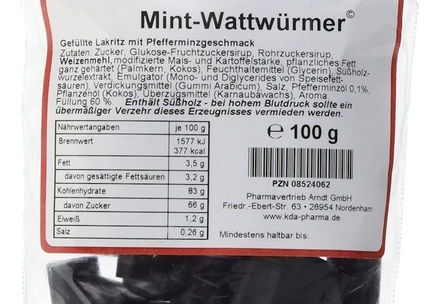 Mint-Wattwürmer©
Gefüllte Lakritz mit Pfefferminzgeschmack
Zutaten: Zucker, Glukose-Fruchtzuckersirup, Rohrzuckersirup,
Weizenmehl, modifizierte Mais- und Kartoffelstärke, pflanzliches Fett
ganz gehärtet (Palmkern, Kokos), Feuchthaltemittel (Glycerin), Süßholz-
wurzelextrakt, Emulgator (Mono- und Diglycerides von Speisefett-
säuren), Verdickungsmittel (Gummi Arabicum), Salz, Pfefferminzöl 0,1%,
Pflanzenöl (Kokos), Überzugsmittel (Karnaubawachs), Aroma
Füllung 60 %. Enthält Süßholz - bei hohem Blutdruck sollte ein
übermäßiger Verzehr dieses Erzeugnisses vermieden werden.
Nährwertangaben je 100 g
Brennwert 1577 kJ
377 kcal
Fett 3,5 g
davon gesättigte Fettsäuren 3,2 g
Kohlenhydrate 83 g
davon Zucker 66 g
Eiweiß 1,2 g
Salz 0,26 g
℮ 100 g
PZN 08524062
Pharmavertrieb Arndt GmbH
Friedr.-Ebert-Str. 63 * 26954 Nordenham
www.kda-pharma.de
Mindestens haltbar bis: